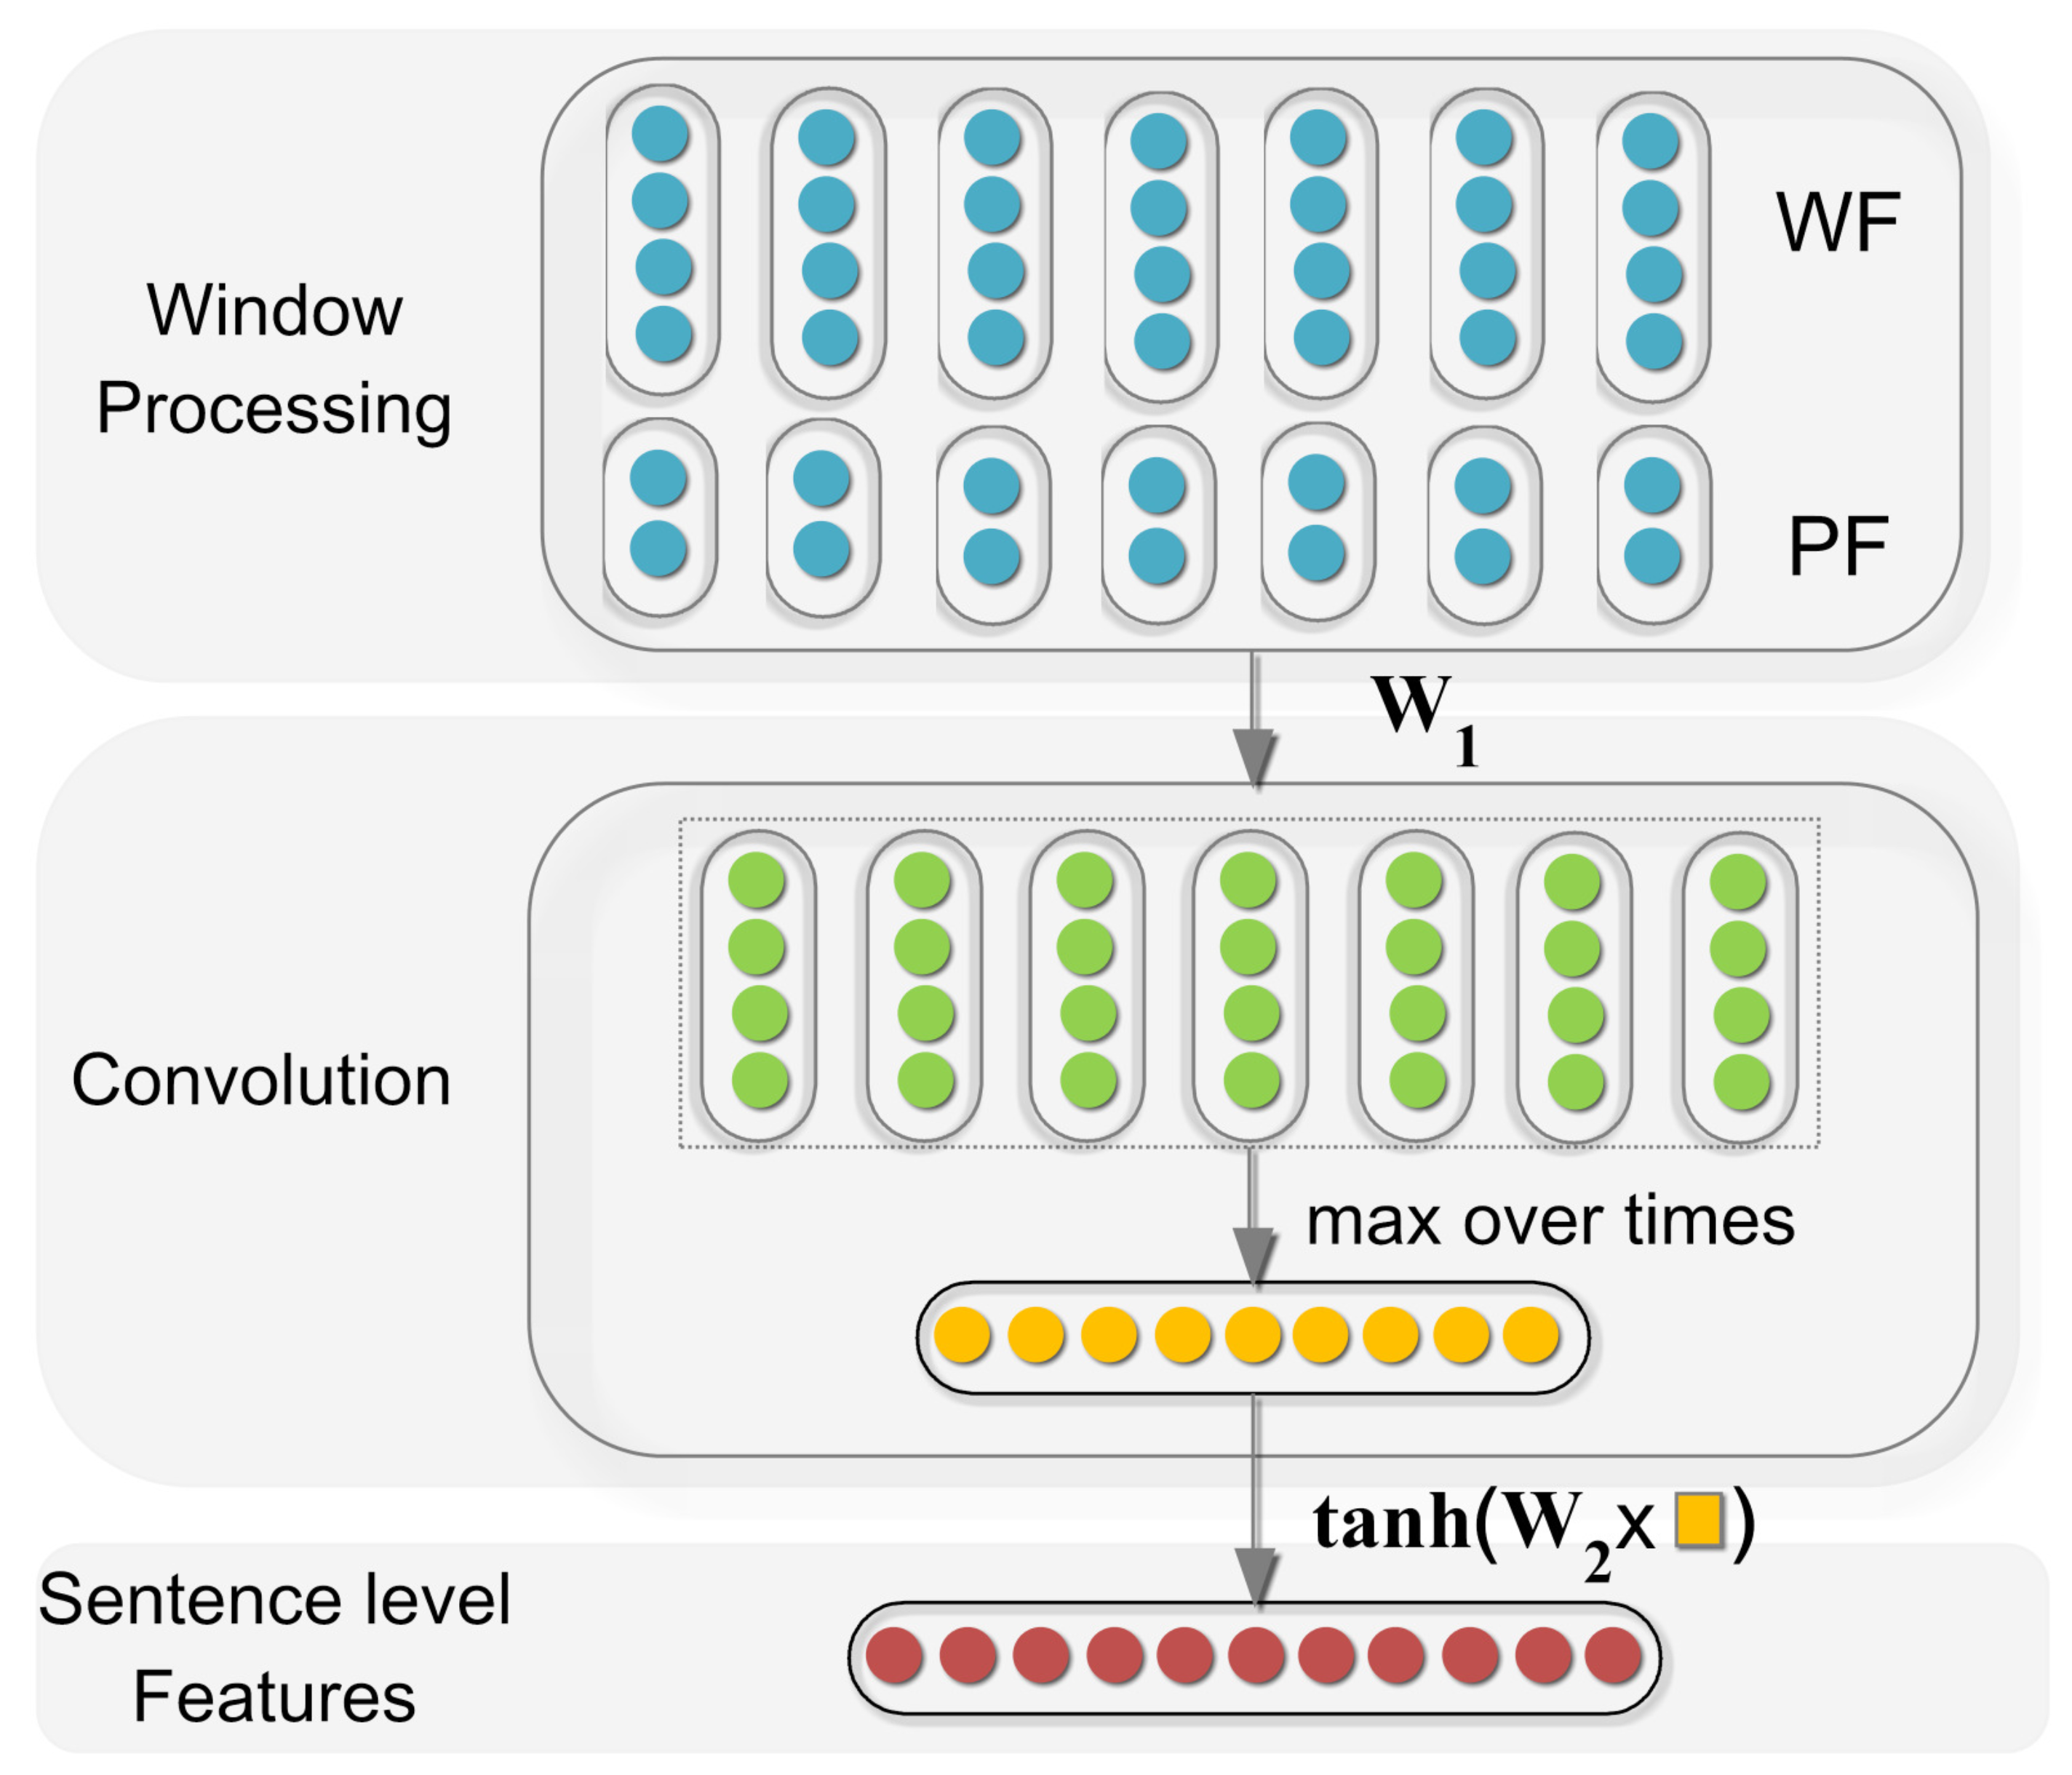 WF
Window
Processing
PF
W1
Convolution
max over times
tanh(W2x )
Sentence level
Features